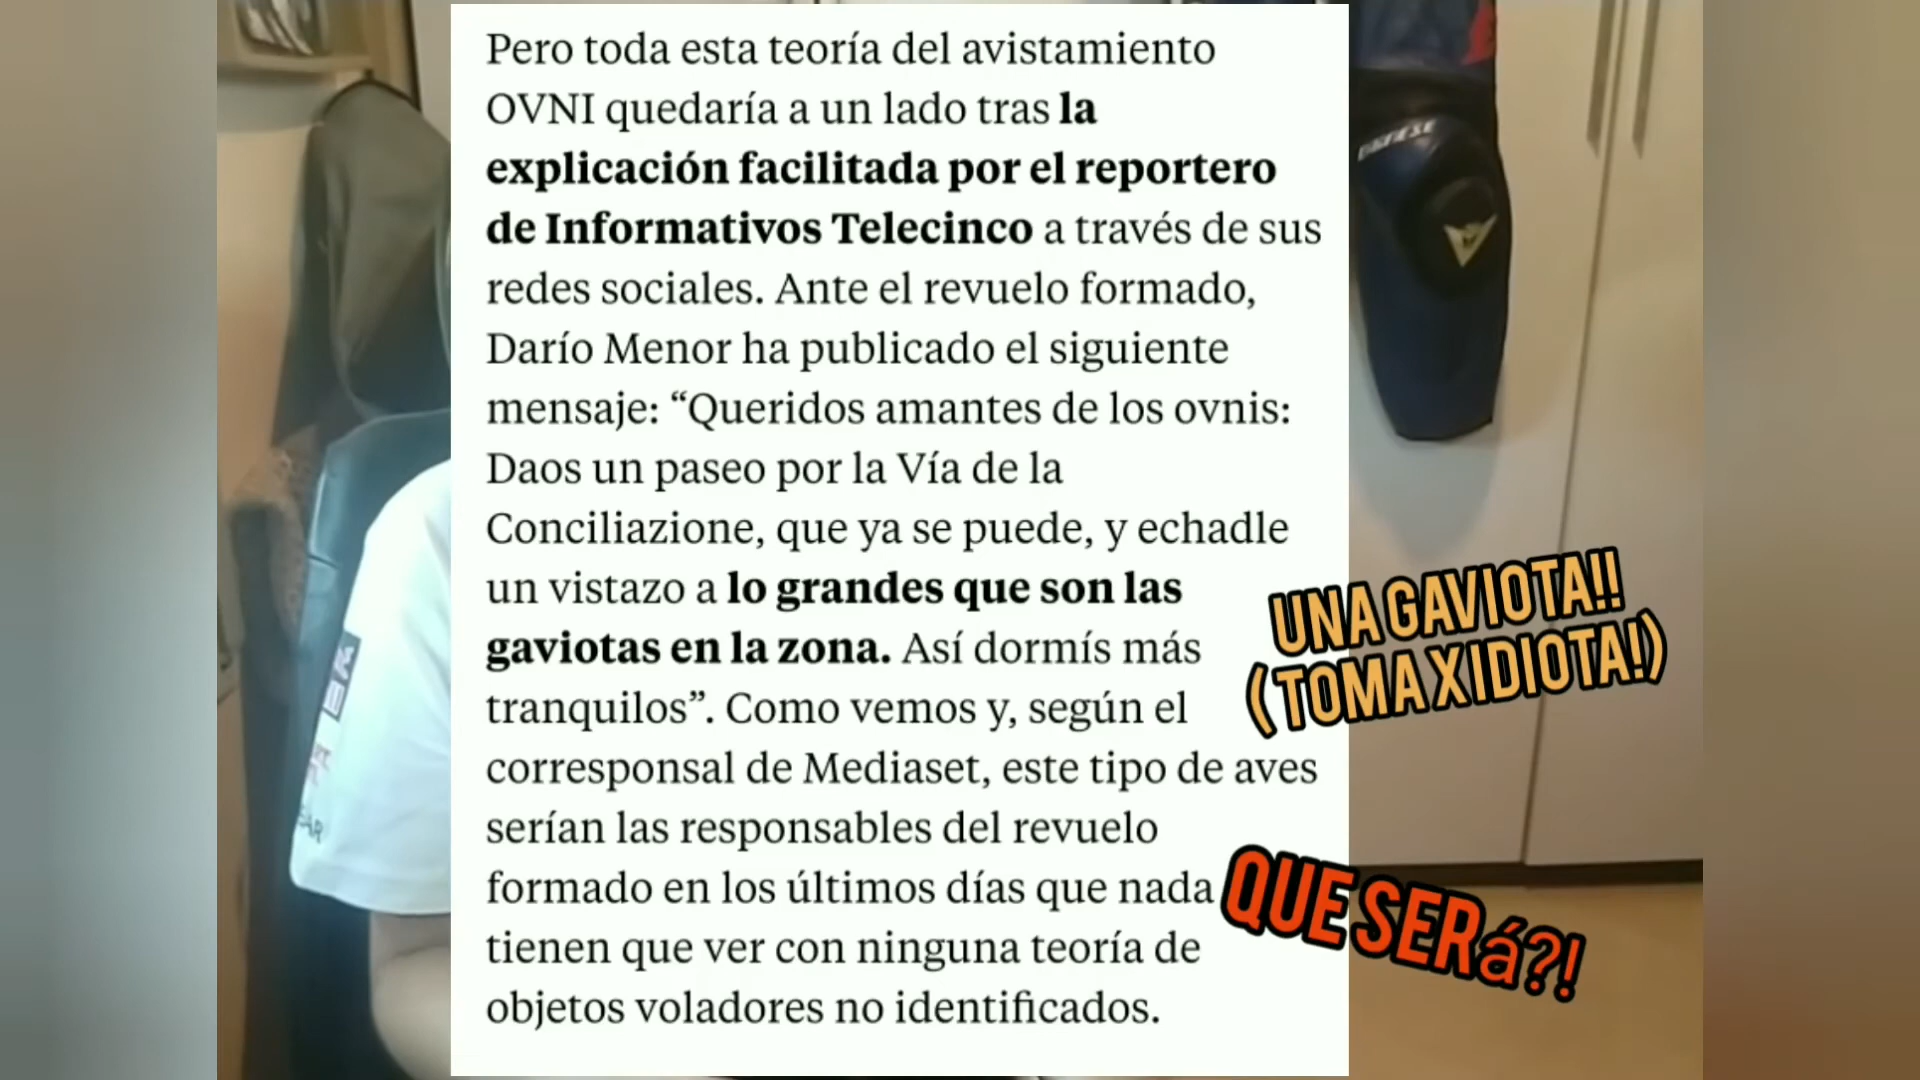 Pero toda esta teoría del avistamiento
OVNI quedaría a un lado tras la
explicación facilitada por el reportero
de Informativos Telecinco a través de sus
redes sociales. Ante el revuelo formado,
Darío Menor ha publicado el siguiente
mensaje: “Queridos amantes de los ovnis:
Daos un paseo por la Vía de la
Conciliazione, que ya se puede, y echadle
un vistazo a lo grandes que son las
gaviotas en la zona. Así dormís más
tranquilos”. Como vemos y, según el
corresponsal de Mediaset, este tipo de aves
serían las responsables del revuelo
formado en los últimos días que nada
tienen que ver con ninguna teoría de
objetos voladores no identificados.
UNA GAVIOTA!!
( TOMA X IDIOTA!)
QUE SERá?!